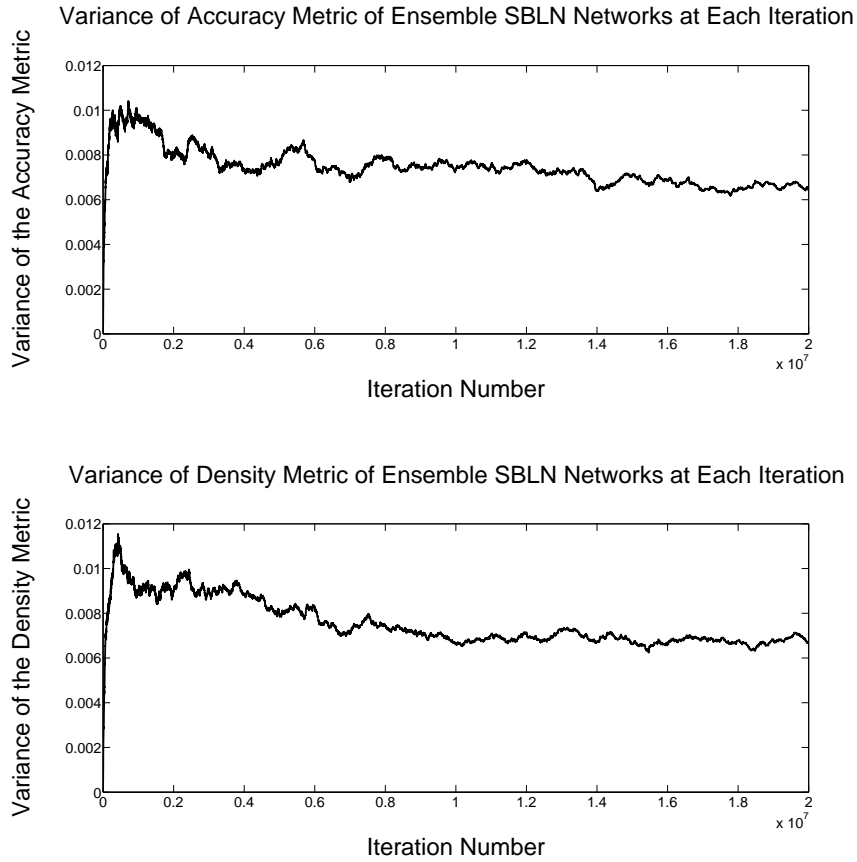 Variance of Accuracy Metric of Ensemble SBLN Networks at Each Iteration
Variance of the Accuracy Metric
0.012
0.01
0.008
0.006
0.004
0.002
0
0 0.2 0.4 0.6 0.8 1 1.2 1.4 1.6 1.8 2
x 10^7
Iteration Number
Variance of Density Metric of Ensemble SBLN Networks at Each Iteration
Variance of the Density Metric
0.012
0.01
0.008
0.006
0.004
0.002
0
0 0.2 0.4 0.6 0.8 1 1.2 1.4 1.6 1.8 2
x 10^7
Iteration Number